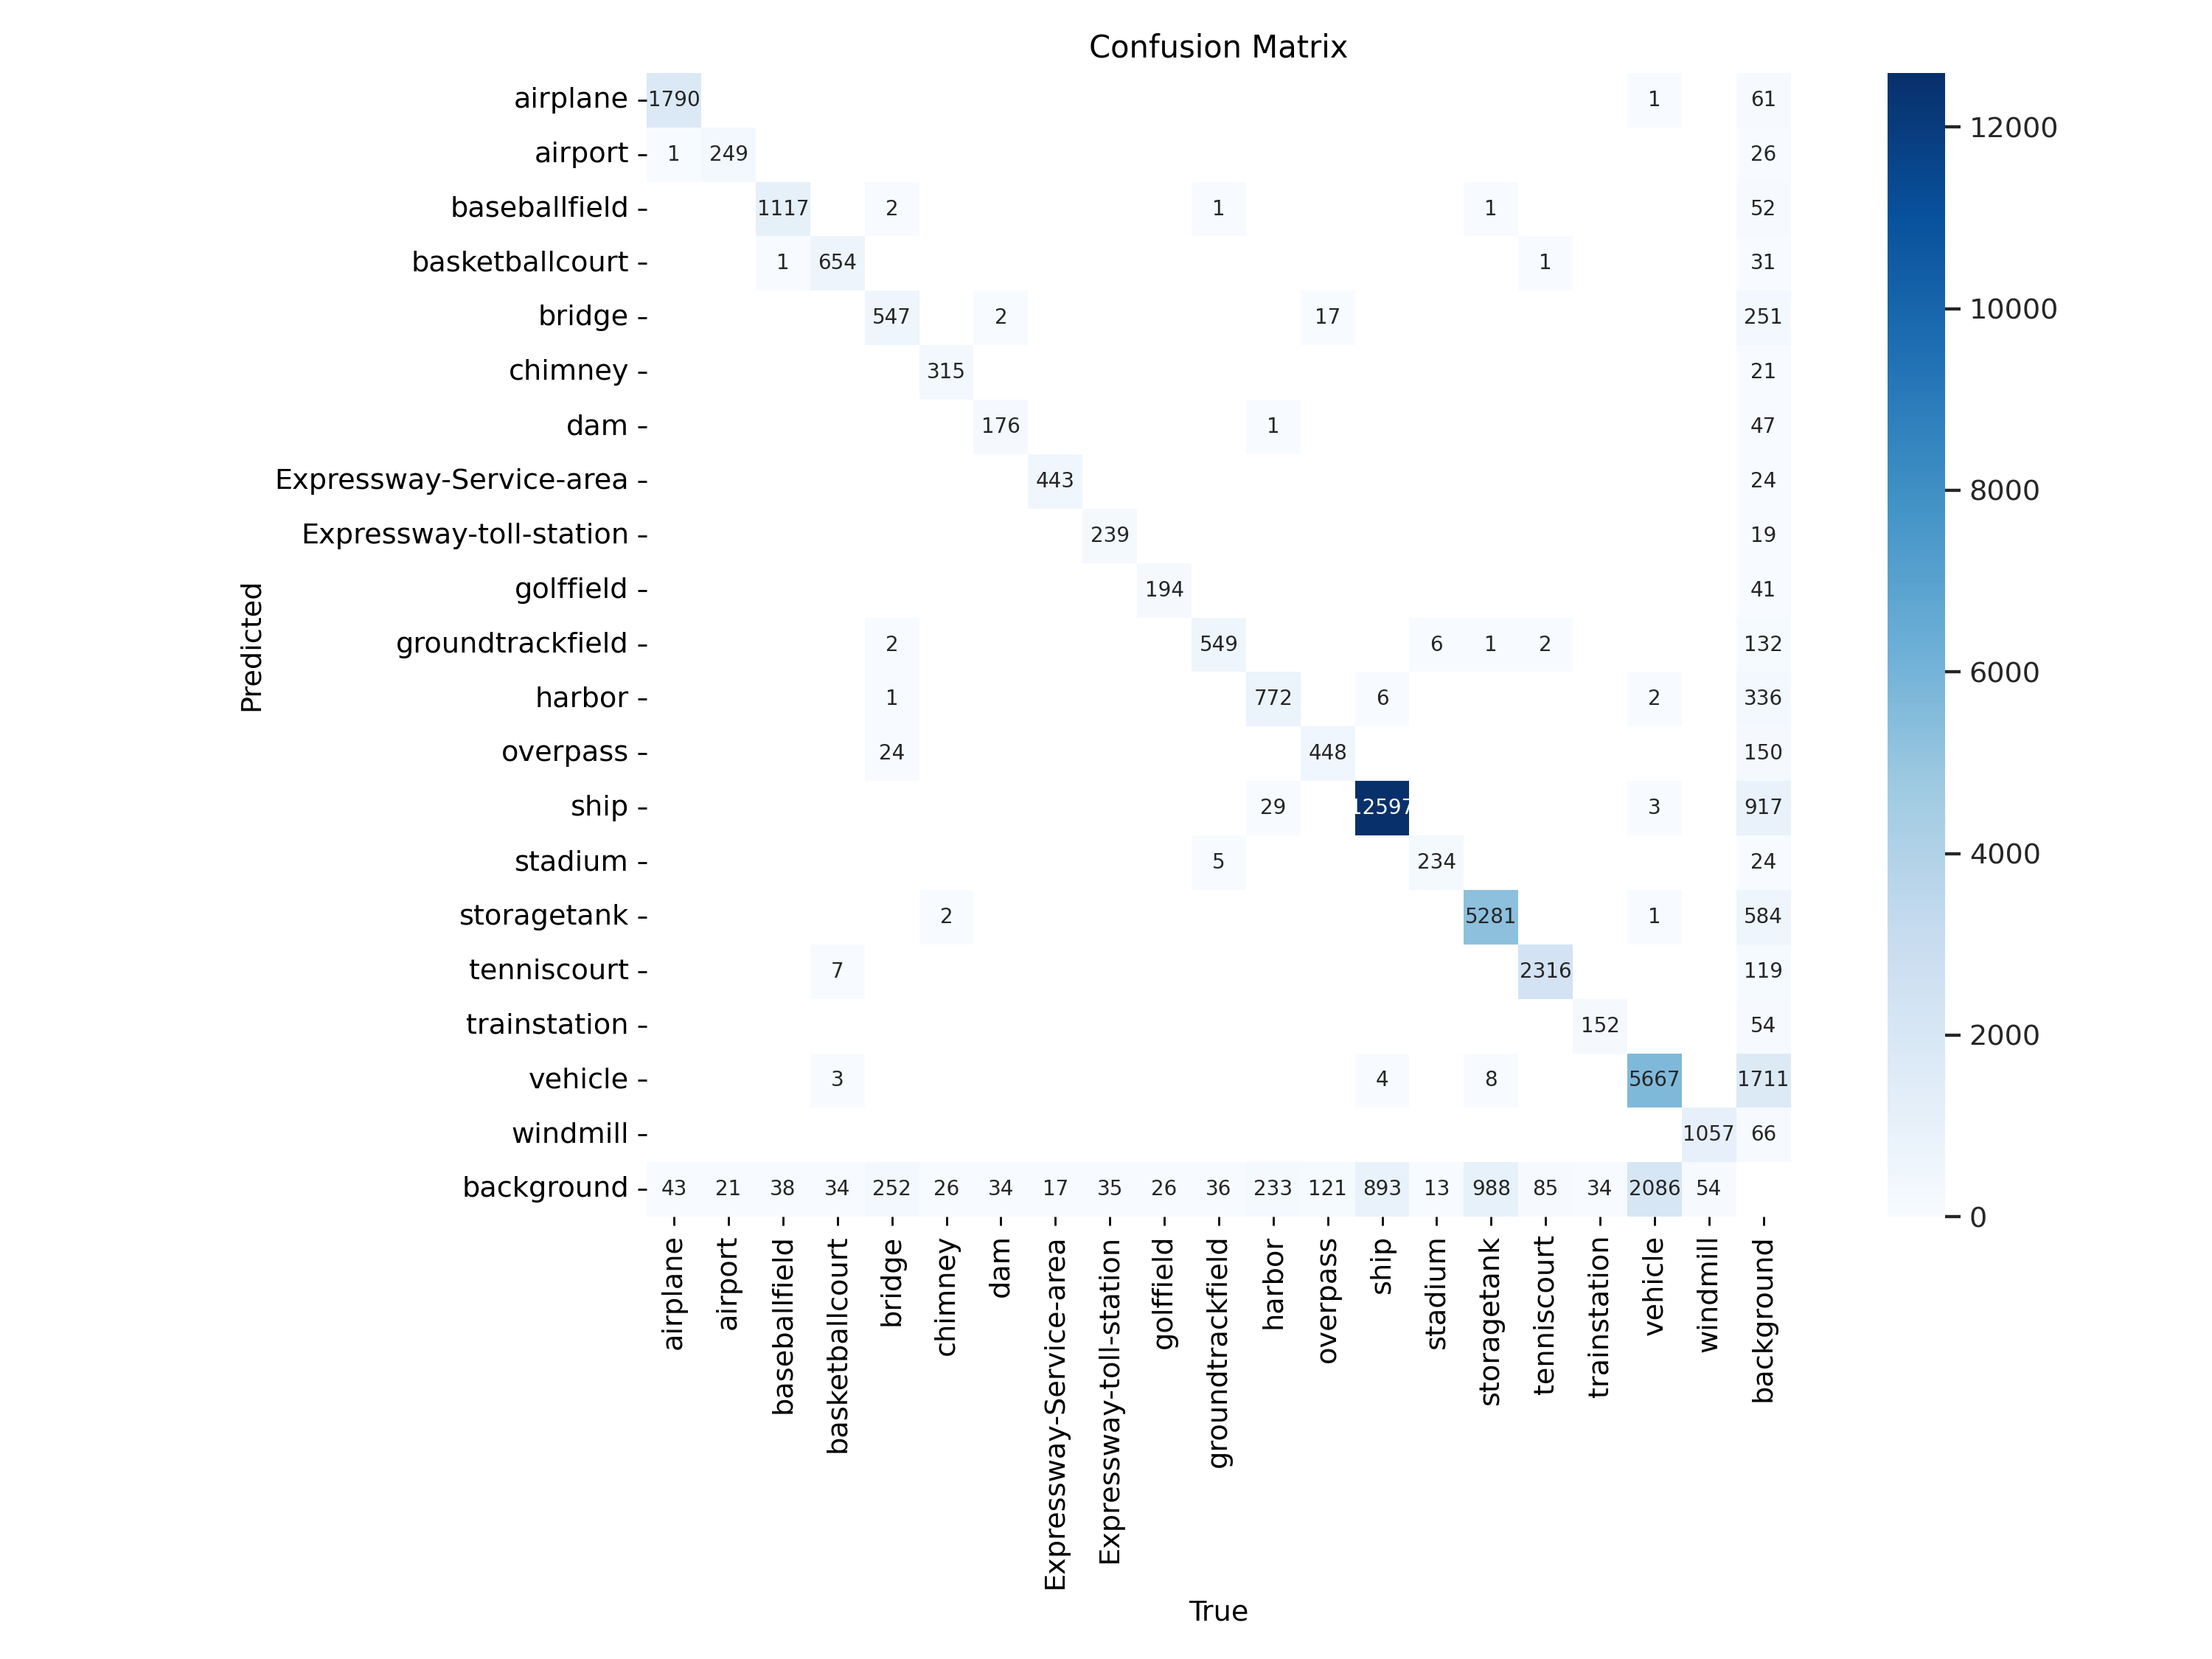 Confusion Matrix
airplane 1790 1 61
airport 1 249 26
baseballfield 1117 2 1 1 52
basketballcourt 1 654 1 31
bridge 547 2 17 251
chimney 315 21
dam 176 1 47
Expressway-Service-area 443 24
Expressway-toll-station 239 19
golffield 194 41
groundtrackfield 2 549 6 1 2 132
harbor 1 772 6 2 336
overpass 24 448 150
ship 29 12597 3 917
stadium 5 234 24
storagetank 2 5281 1 584
tenniscourt 7 2316 119
trainstation 152 54
vehicle 3 4 8 5667 1711
windmill 1057 66
background 43 21 38 34 252 26 34 17 35 26 36 233 121 893 13 988 85 34 2086 54
Predicted
airplane
airport
baseballfield
basketballcourt
bridge
chimney
dam
Expressway-Service-area
Expressway-toll-station
golffield
groundtrackfield
harbor
overpass
ship
stadium
storagetank
tenniscourt
trainstation
vehicle
windmill
background
True
12000
10000
8000
6000
4000
2000
0